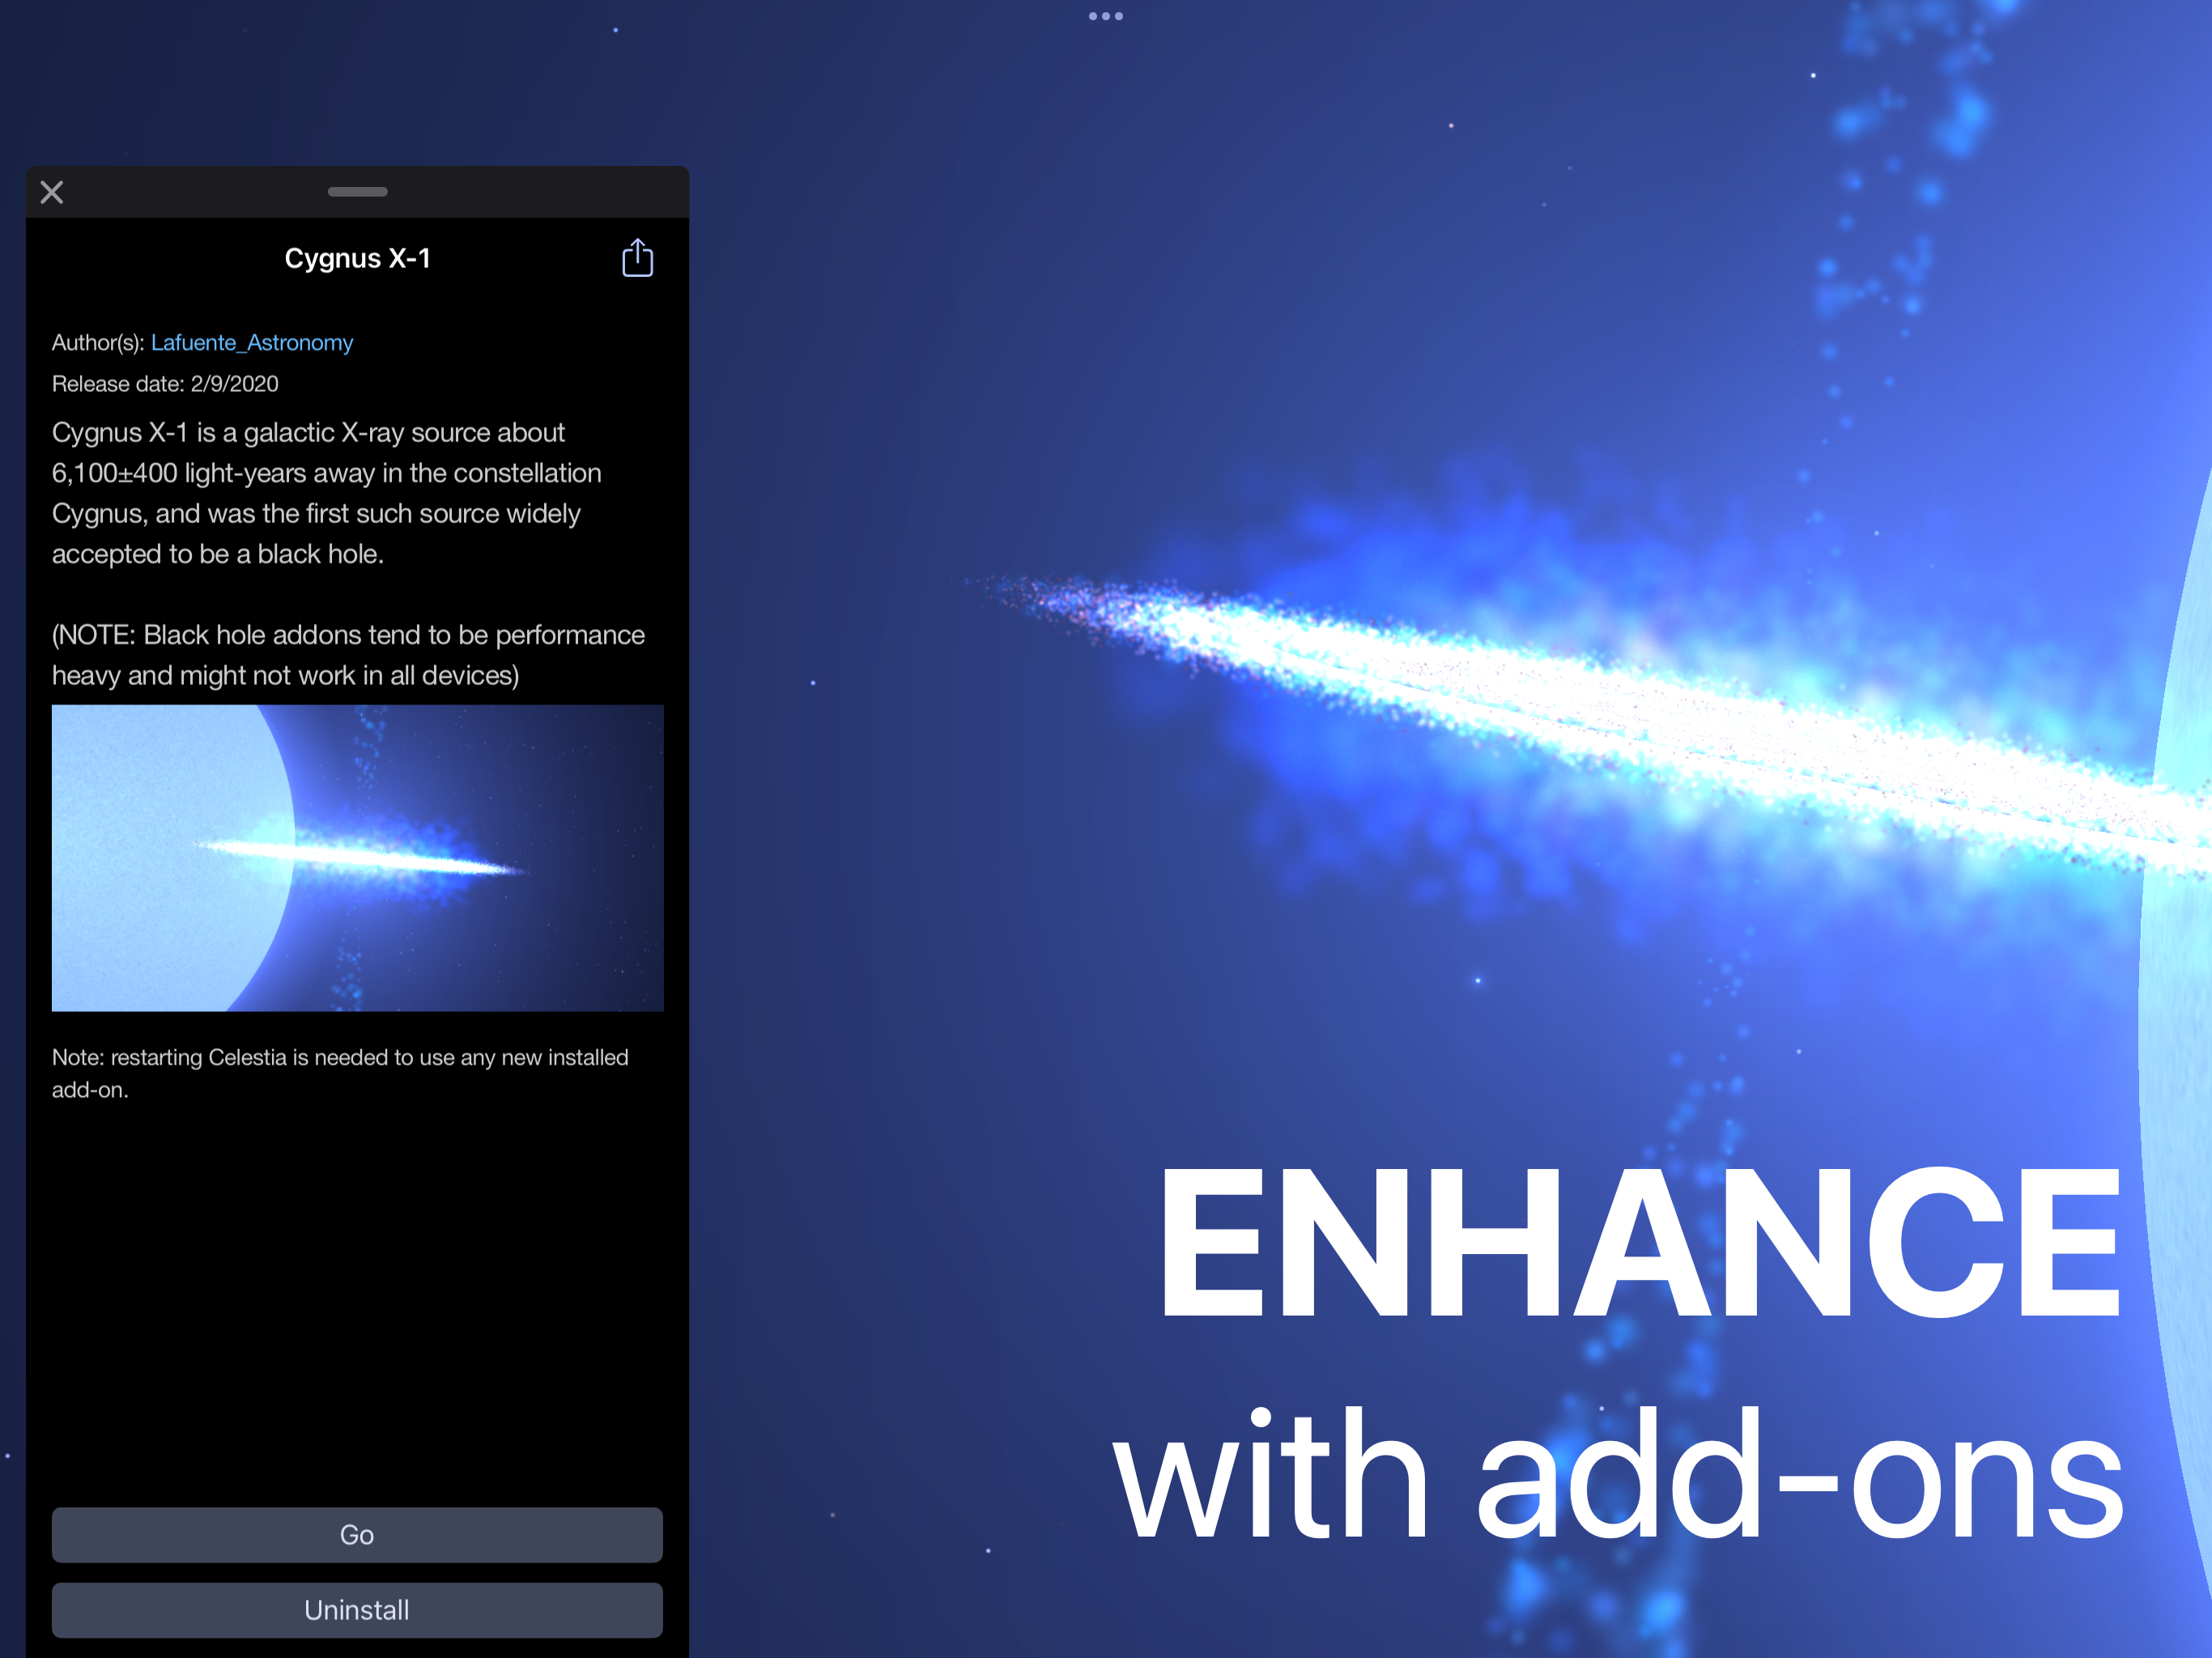 Cygnus X-1
Author(s): Lafuente_Astronomy
Release date: 2/9/2020
Cygnus X-1 is a galactic X-ray source about
6,100±400 light-years away in the constellation
Cygnus, and was the first such source widely
accepted to be a black hole.
(NOTE: Black hole addons tend to be performance
heavy and might not work in all devices)
Note: restarting Celestia is needed to use any new installed
add-on.
Go
Uninstall
ENHANCE
with add-ons